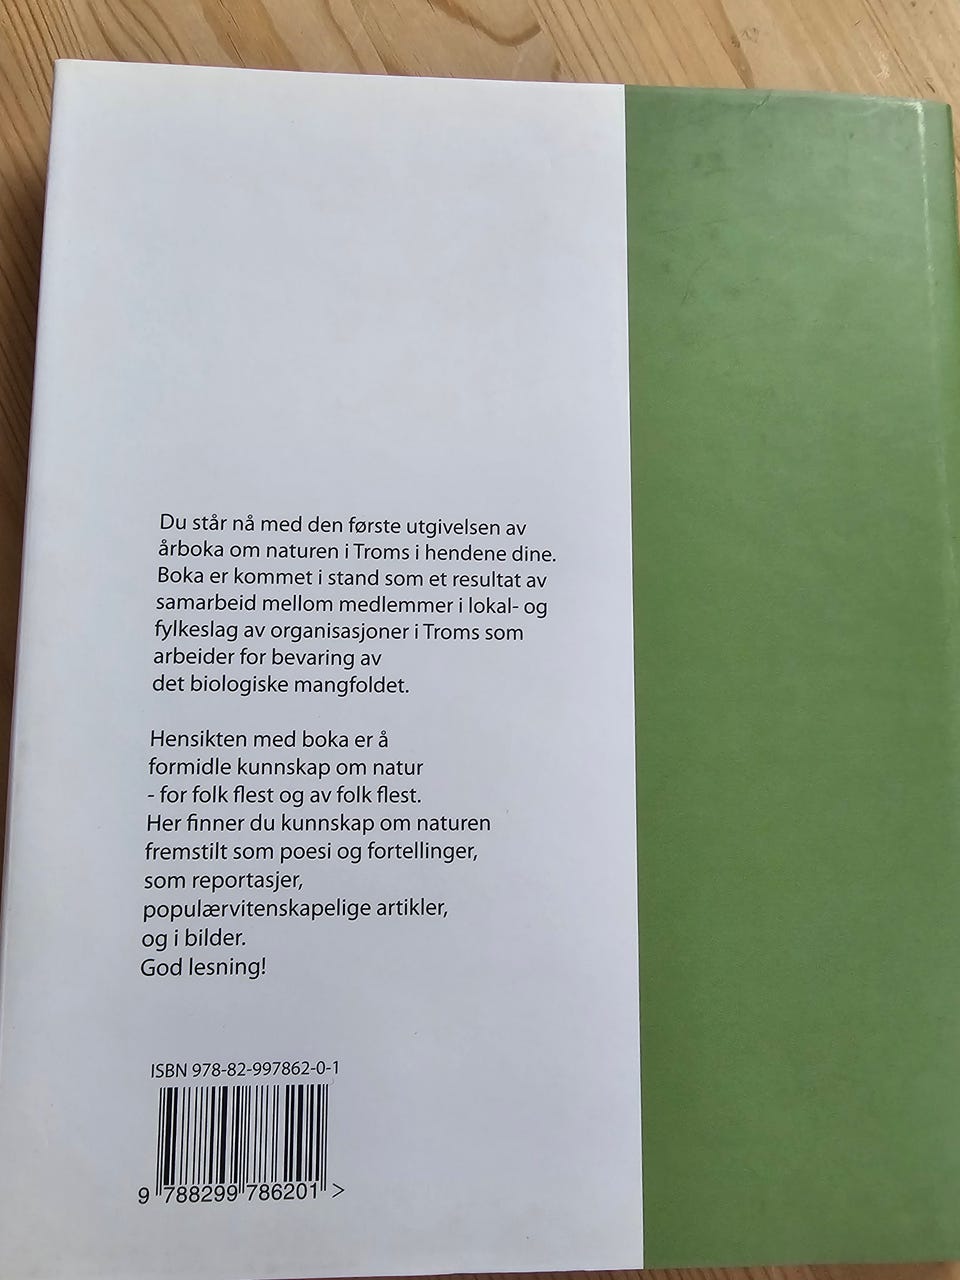 Du står nå med den første utgivelsen av
årboka om naturen i Troms i hendene dine.
Boka er kommet i stand som et resultat av
samarbeid mellom medlemmer i lokal- og
fylkeslag av organisasjoner i Troms som
arbeider for bevaring av
det biologiske mangfoldet.
Hensikten med boka er å
formidle kunnskap om natur
- for folk flest og av folk flest.
Her finner du kunnskap om naturen
fremstilt som poesi og fortellinger,
som reportasjer,
populærvitenskapelige artikler,
og i bilder.
God lesning!
ISBN 978-82-997862-0-1
9 788299 786201 >